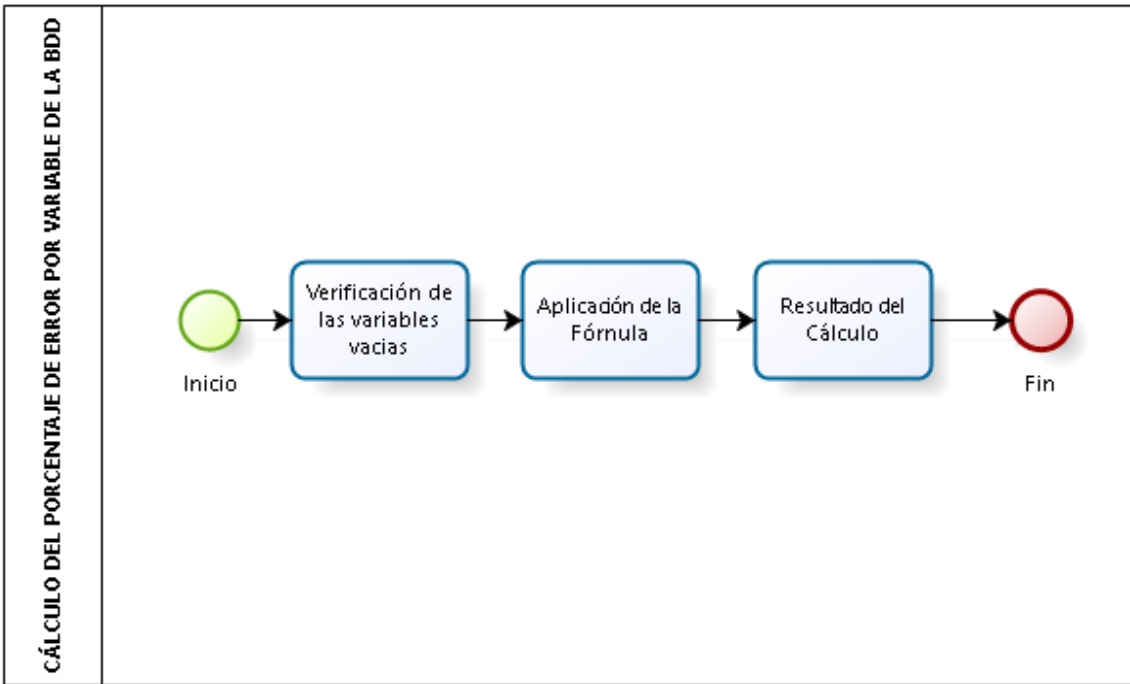 CÁLCULO DEL PORCENTAJE DE ERROR POR VARIABLE DE LA BDD
Inicio
Verificación de
las variables
vacias
Aplicación de la
Fórmula
Resultado del
Cálculo
Fin